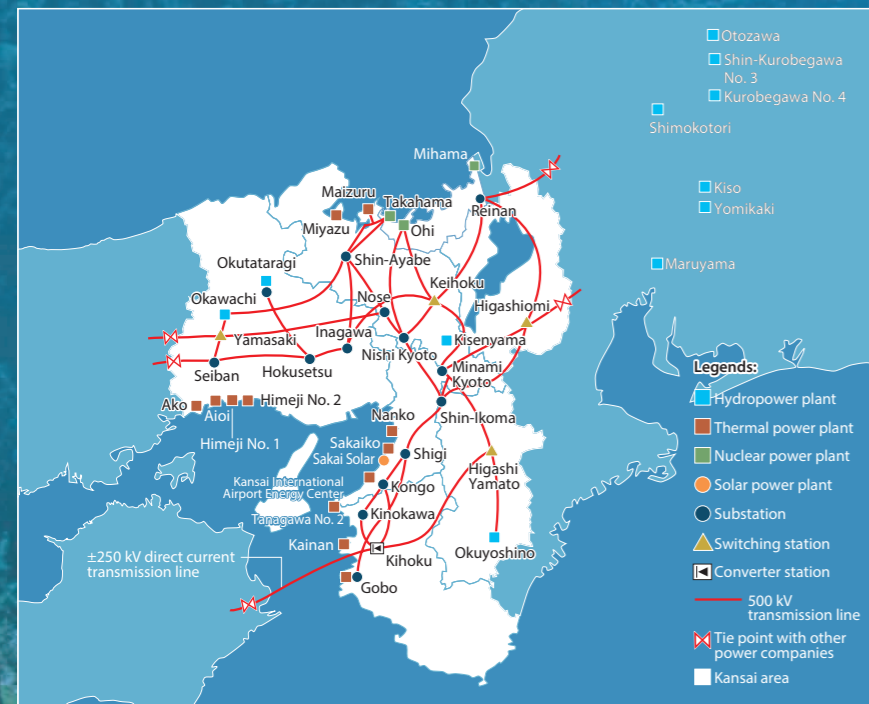 Otozawa
Shin-Kurobegawa
No. 3
Kurobegawa No. 4
Shimokotori
Mihama
Kiso
Yomikaki
Maizuru
Takahama
Miyazu
Ohi
Reinan
Shin-Ayabe
Okutataragi
Maruyama
Keihoku
Okawachi
Nose
Higashiomi
Yamasaki
Inagawa
Kisenyama
Nishi Kyoto
Hokusetsu
Seiban
Minami
Kyoto
Legends:
Ako
Aioi
Himeji No. 2
Himeji No. 1
Nanko
Shin-Ikoma
Sakaiko
Sakai Solar
Shigi
Kansai International
Airport Energy Center
Kongo
Higashi
Yamato
Tanagawa No. 2
Kinokawa
Kainan
Kihoku
Okuyoshino
±250 kV direct current
transmission line
Gobo
Hydropower plant
Thermal power plant
Nuclear power plant
Solar power plant
Substation
Switching station
Converter station
500 kV
transmission line
Tie point with other
power companies
Kansai area